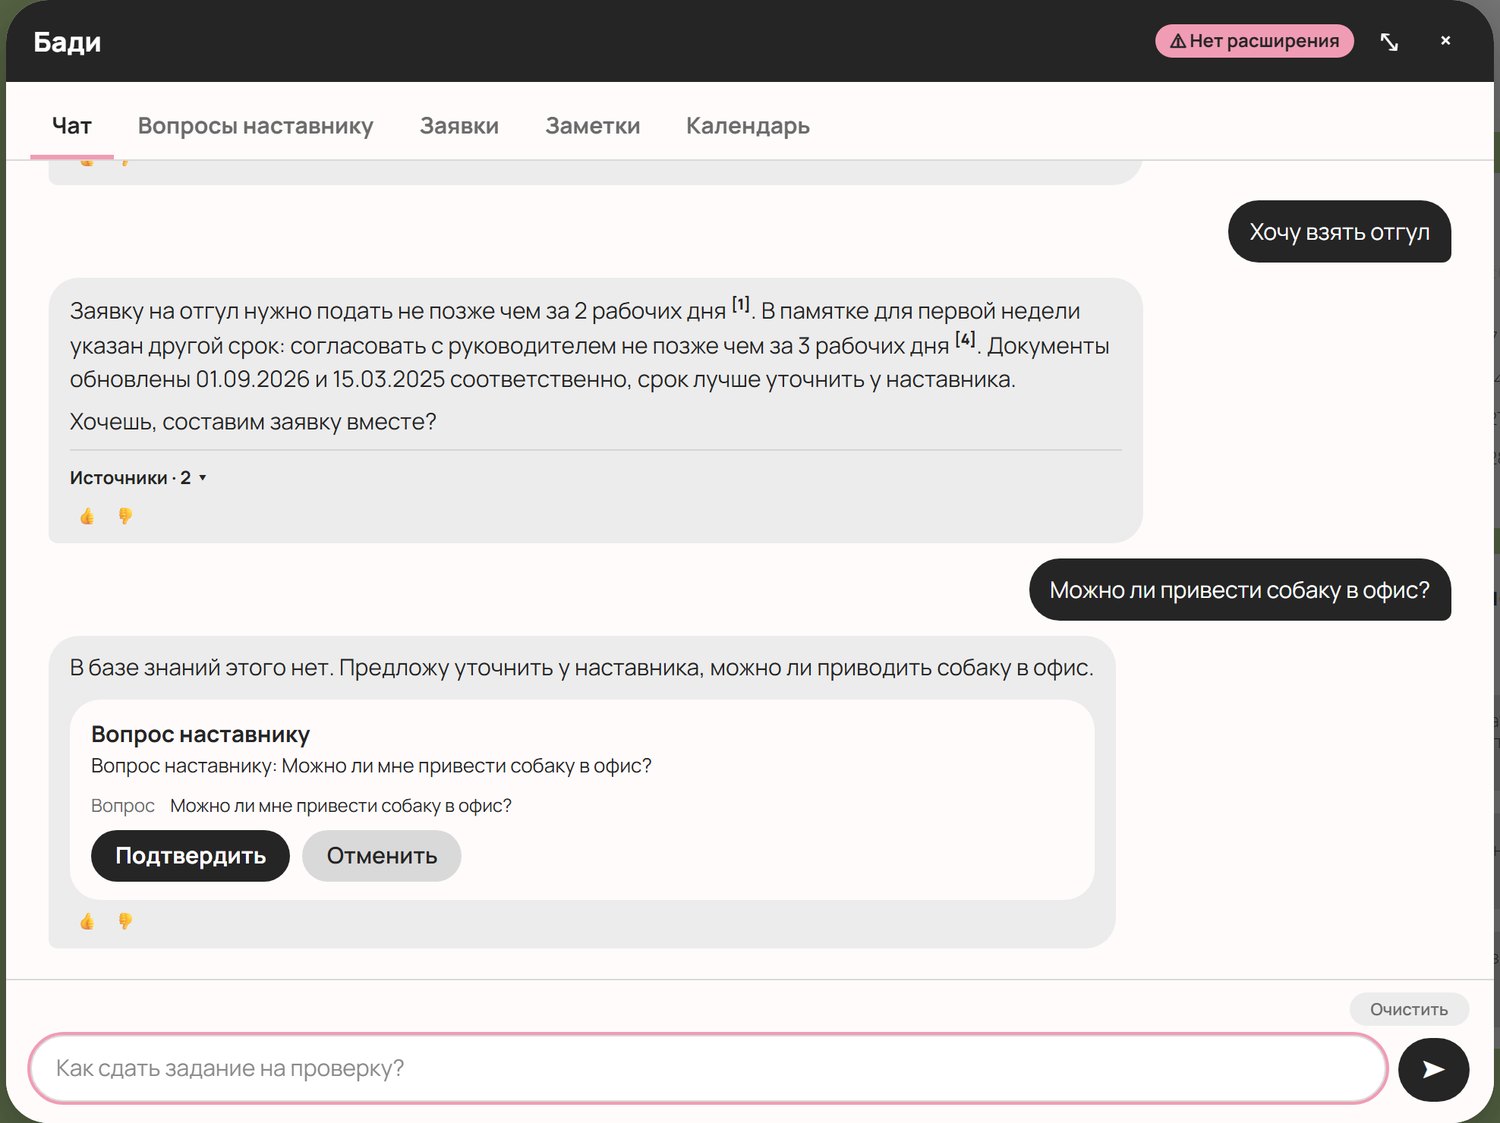 Бади
⚠ Нет расширения
×
Чат
Вопросы наставнику
Заявки
Заметки
Календарь
Хочу взять отгул
Заявку на отгул нужно подать не позже чем за 2 рабочих дня [1]. В памятке для первой недели
указан другой срок: согласовать с руководителем не позже чем за 3 рабочих дня [4]. Документы
обновлены 01.09.2026 и 15.03.2025 соответственно, срок лучше уточнить у наставника.
Хочешь, составим заявку вместе?
Источники · 2 ▾
Можно ли привести собаку в офис?
В базе знаний этого нет. Предложу уточнить у наставника, можно ли приводить собаку в офис.
Вопрос наставнику
Вопрос наставнику: Можно ли мне привести собаку в офис?
Вопрос Можно ли мне привести собаку в офис?
Подтвердить
Отменить
Очистить
Как сдать задание на проверку?